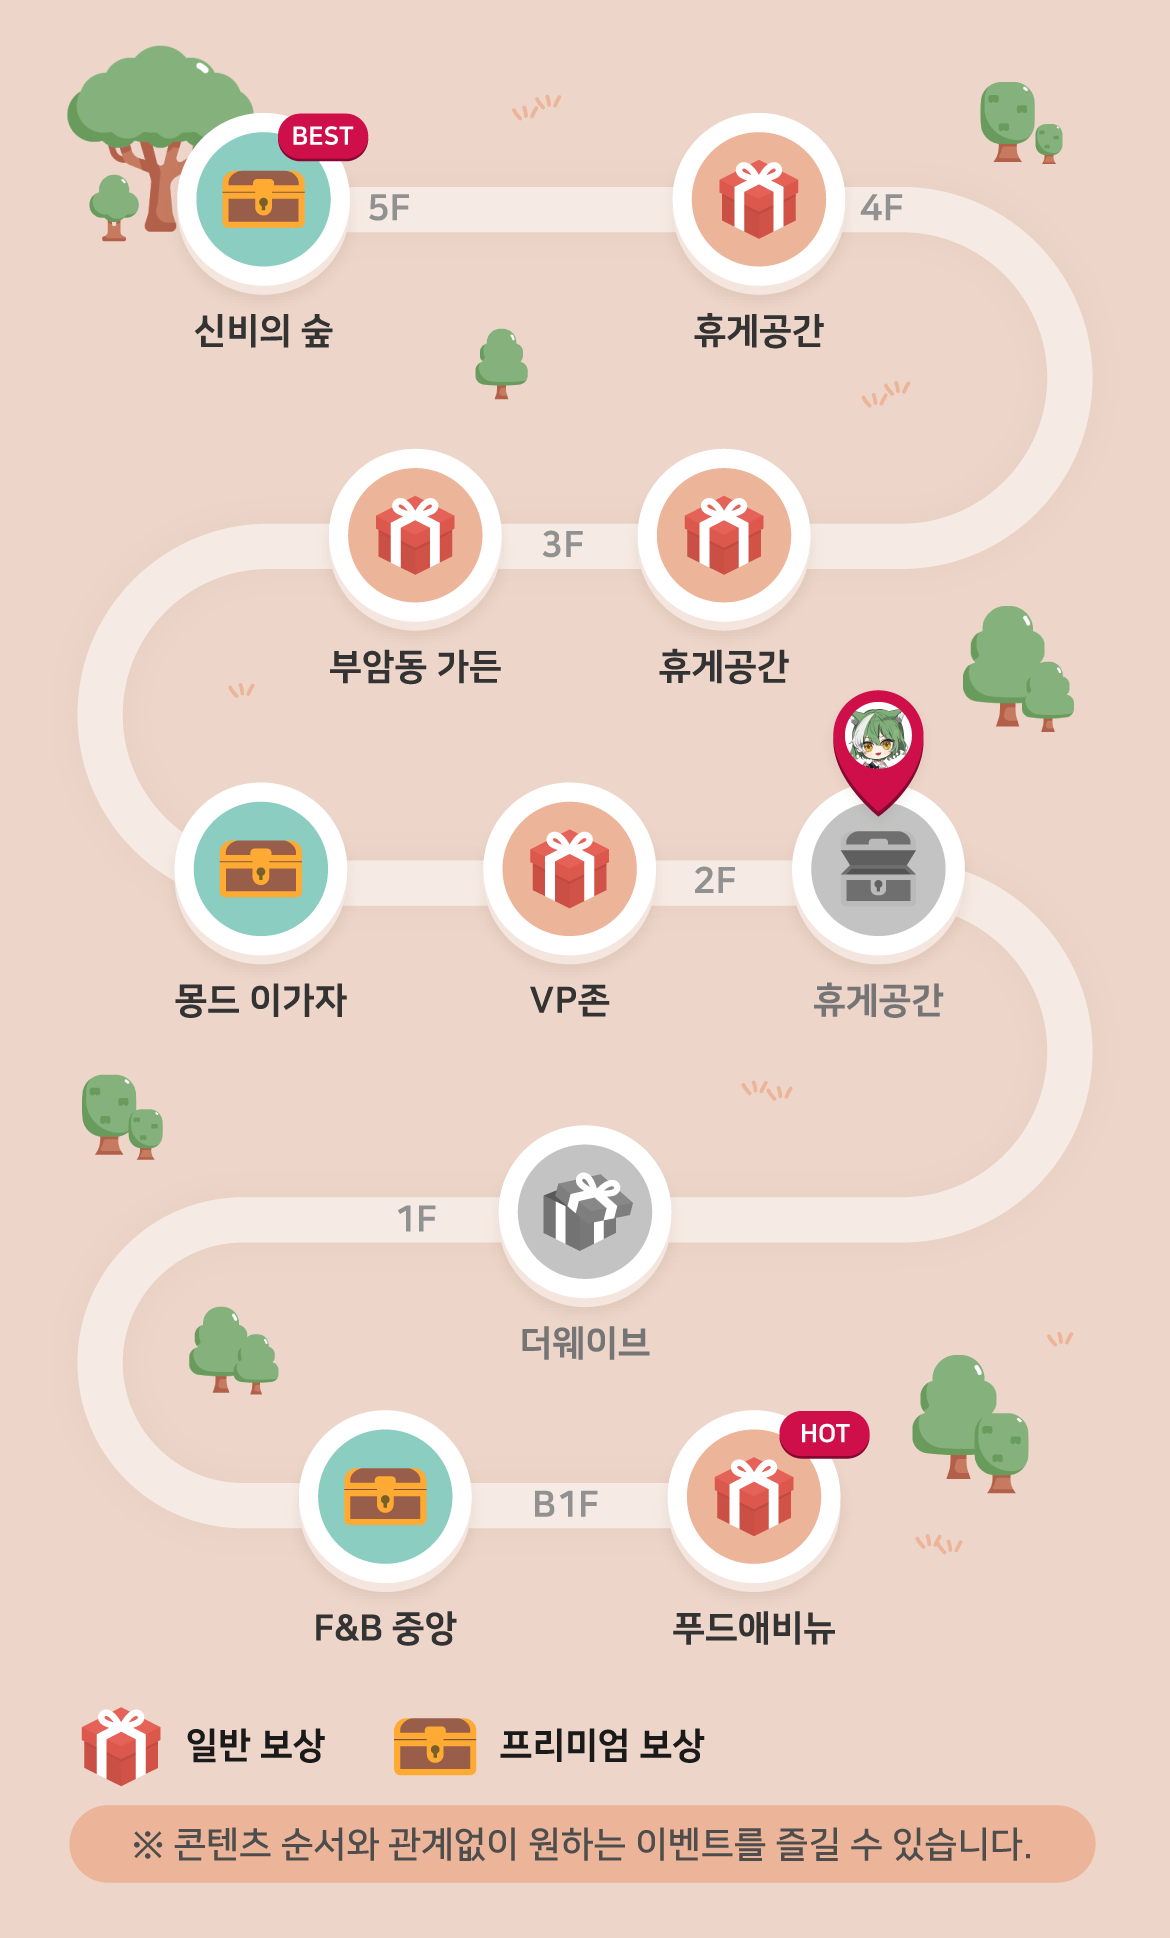 BEST
5F
4F
신비의 숲
휴게공간
3F
부암동 가든
휴게공간
2F
몽드 이가자
VP존
휴게공간
1F
더웨이브
HOT
B1F
F&B 중앙
푸드애비뉴
일반 보상
프리미엄 보상
※ 콘텐츠 순서와 관계없이 원하는 이벤트를 즐길 수 있습니다.